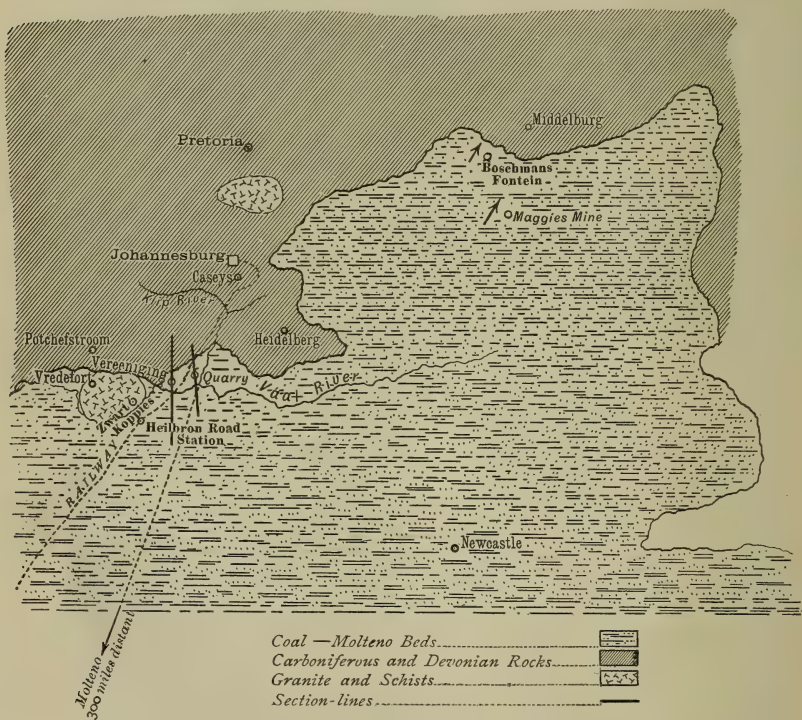 Middelburg
Pretoria
Boschmans
Fontein
Maggies Mine
Johannesburg
Caseys
Klip River
Potchefstroom
Heidelberg
Vereeniging
Vredefort
Quarry
Vaal River
Zwarte
Koppies
Heilbron Road
Station
RAILWAY
Newcastle
Molteno
300 miles distant
Coal—Molteno Beds
Carboniferous and Devonian Rocks
Granite and Schists
Section-lines